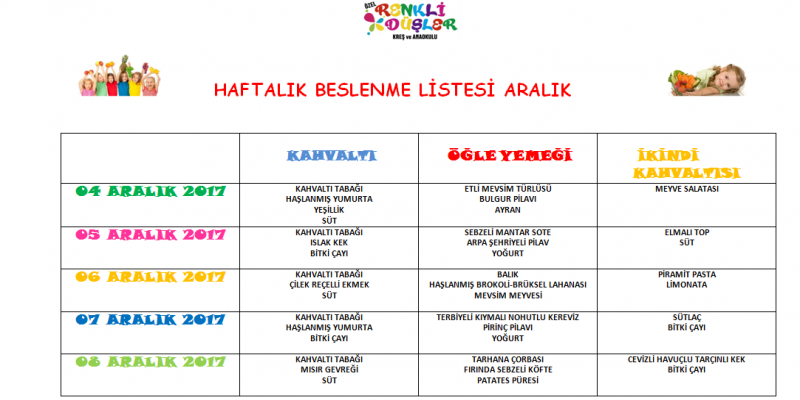 ÖZEL
RENKLİ
DÜŞLER
KREŞ ve ANAOKULU
HAFTALIK BESLENME LİSTESİ ARALIK
KAHVALTI
ÖĞLE YEMEĞİ
İKİNDİ
KAHVALTISI
04 ARALIK 2017
KAHVALTI TABAĞI
HAŞLANMIŞ YUMURTA
YEŞİLLİK
SÜT
ETLİ MEVSİM TÜRLÜSÜ
BULGUR PİLAVI
AYRAN
MEYVE SALATASI
05 ARALIK 2017
KAHVALTI TABAĞI
ISLAK KEK
BİTKİ ÇAYI
SEBZELİ MANTAR SOTE
ARPA ŞEHRİYELİ PİLAV
YOĞURT
ELMALI TOP
SÜT
06 ARALIK 2017
KAHVALTI TABAĞI
ÇİLEK REÇELLİ EKMEK
SÜT
BALIK
HAŞLANMIŞ BROKOLİ-BRÜKSEL LAHANASI
MEVSİM MEYVESİ
PİRAMİT PASTA
LİMONATA
07 ARALIK 2017
KAHVALTI TABAĞI
HAŞLANMIŞ YUMURTA
BİTKİ ÇAYI
TERBİYELİ KIYMALI NOHUTLU KEREVİZ
PİRİNÇ PİLAVI
YOĞURT
SÜTLAÇ
BİTKİ ÇAYI
08 ARALIK 2017
KAHVALTI TABAĞI
MISIR GEVREĞİ
SÜT
TARHANA ÇORBASI
FIRINDA SEBZELİ KÖFTE
PATATES PÜRESİ
CEVİZLİ HAVUÇLU TARÇINLI KEK
BİTKİ ÇAYI